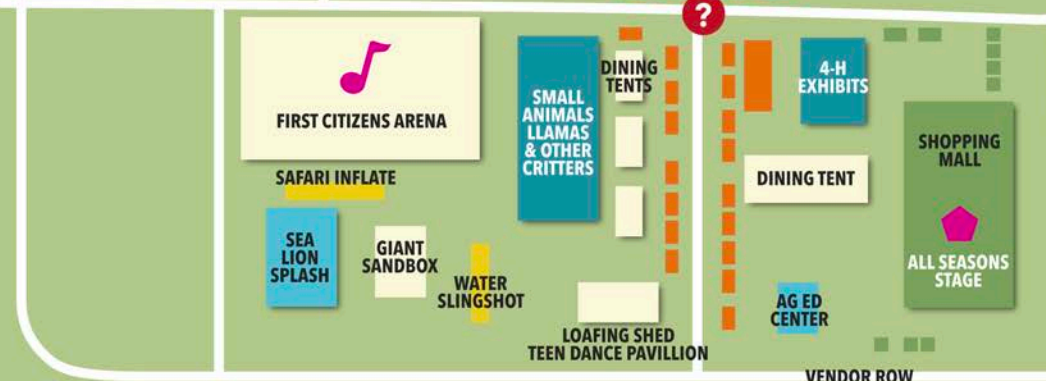 ?
FIRST CITIZENS ARENA
SAFARI INFLATE
SEA
LION
SPLASH
GIANT
SANDBOX
WATER
SLINGSHOT
SMALL
ANIMALS
LLAMAS
& OTHER
CRITTERS
DINING
TENTS
LOAFING SHED
TEEN DANCE PAVILLION
4-H
EXHIBITS
DINING TENT
AG ED
CENTER
SHOPPING
MALL
ALL SEASONS
STAGE
VENDOR ROW